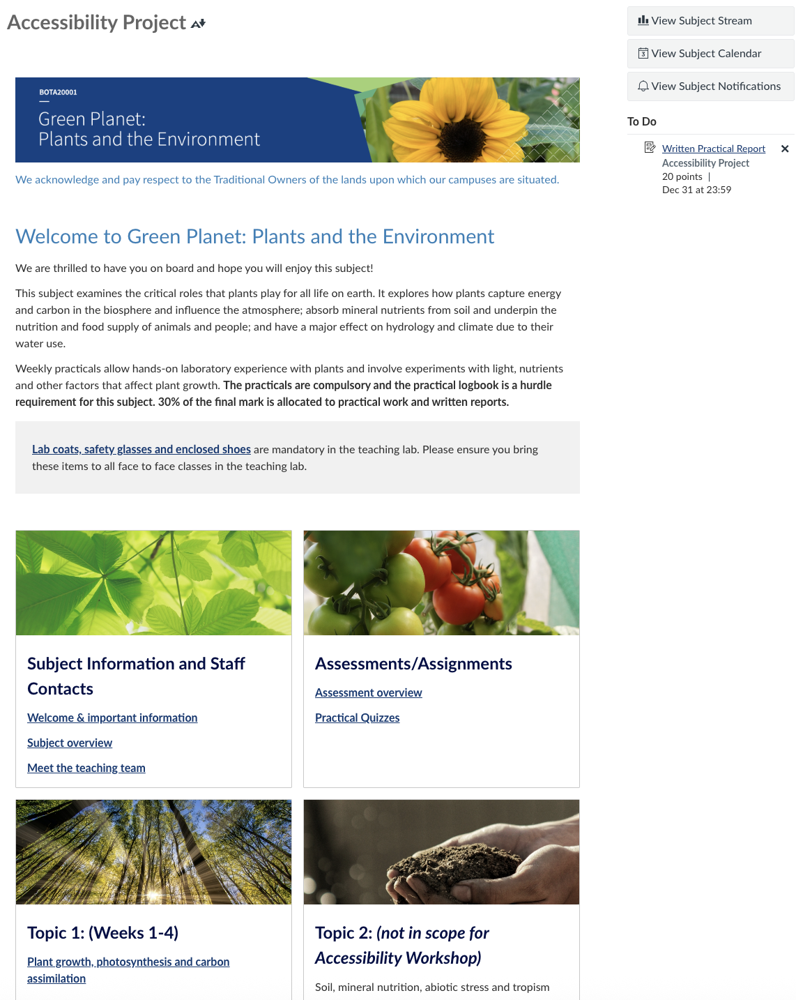 Accessibility Project
BOTA20001
Green Planet:
Plants and the Environment
We acknowledge and pay respect to the Traditional Owners of the lands upon which our campuses are situated.
Welcome to Green Planet: Plants and the Environment
We are thrilled to have you on board and hope you will enjoy this subject!
This subject examines the critical roles that plants play for all life on earth. It explores how plants capture energy
and carbon in the biosphere and influence the atmosphere; absorb mineral nutrients from soil and underpin the
nutrition and food supply of animals and people; and have a major effect on hydrology and climate due to their
water use.
Weekly practicals allow hands-on laboratory experience with plants and involve experiments with light, nutrients
and other factors that affect plant growth. The practicals are compulsory and the practical logbook is a hurdle
requirement for this subject. 30% of the final mark is allocated to practical work and written reports.
Lab coats, safety glasses and enclosed shoes are mandatory in the teaching lab. Please ensure you bring
these items to all face to face classes in the teaching lab.
Subject Information and Staff
Contacts
Welcome & important information
Subject overview
Meet the teaching team
Assessments/Assignments
Assessment overview
Practical Quizzes
Topic 1: (Weeks 1-4)
Plant growth, photosynthesis and carbon
assimilation
Topic 2: (not in scope for
Accessibility Workshop)
Soil, mineral nutrition, abiotic stress and tropism
View Subject Stream
View Subject Calendar
View Subject Notifications
To Do
Written Practical Report
Accessibility Project
20 points |
Dec 31 at 23:59